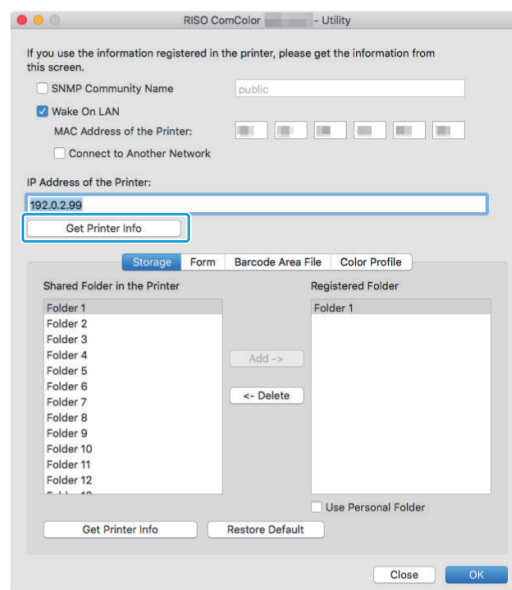 RISO ComColor - Utility
If you use the information registered in the printer, please get the information from
this screen.
SNMP Community Name
public
Wake On LAN
MAC Address of the Printer:
Connect to Another Network
IP Address of the Printer:
192.0.2.99
Get Printer Info
Storage Form Barcode Area File Color Profile
Shared Folder in the Printer Registered Folder
Folder 1 Folder 1
Folder 2
Folder 3
Folder 4
Folder 5
Folder 6
Folder 7
Folder 8
Folder 9
Folder 10
Folder 11
Folder 12
Add ->
<- Delete
Use Personal Folder
Get Printer Info Restore Default
Close OK